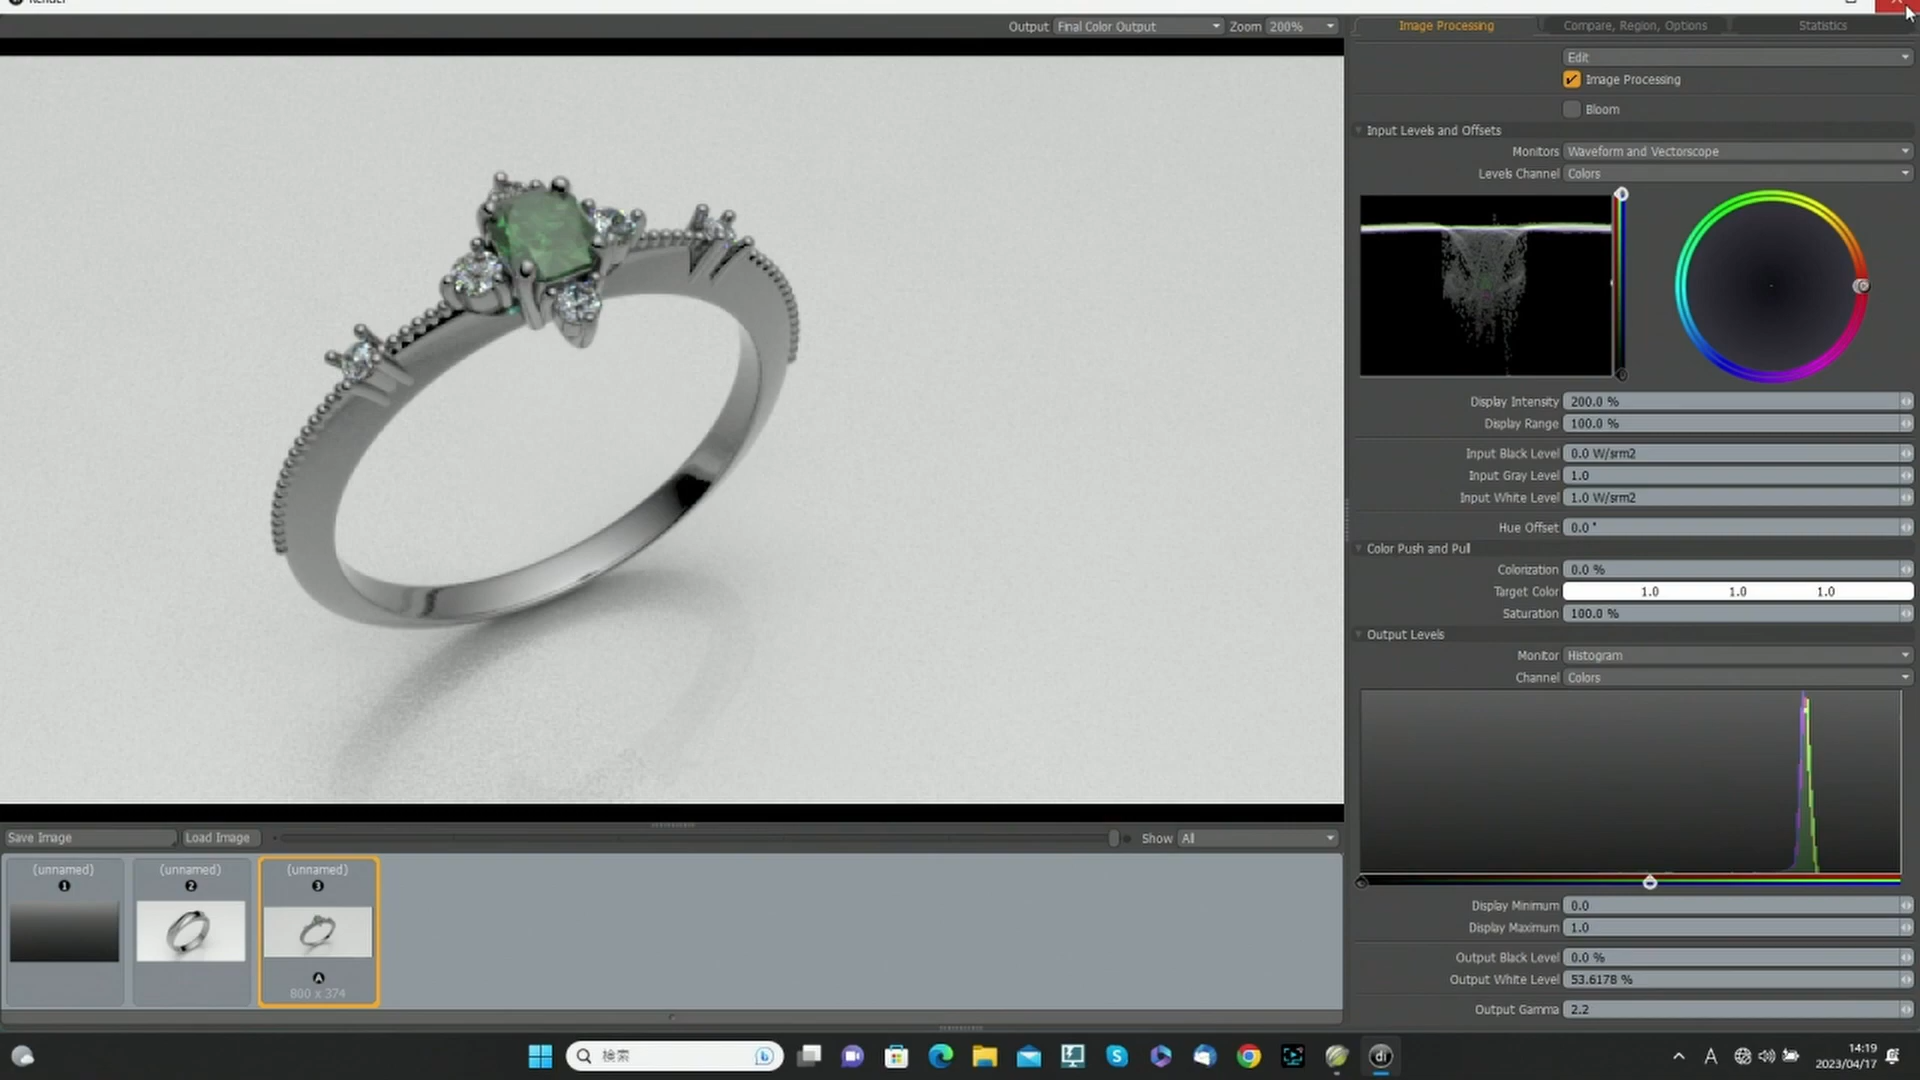 Render
Output Final Color Output Zoom 200%
Image Processing Compare, Region, Options Statistics
Edit
Image Processing
Bloom
Input Levels and Offsets
Monitors Waveform and Vectorscope
Levels Channel Colors
Display Intensity 200.0 %
Display Range 100.0 %
Input Black Level 0.0 W/srm2
Input Gray Level 1.0
Input White Level 1.0 W/srm2
Hue Offset 0.0 °
Color Push and Pull
Colorization 0.0 %
Target Color 1.0 1.0 1.0
Saturation 100.0 %
Output Levels
Monitor Histogram
Channel Colors
Display Minimum 0.0
Display Maximum 1.0
Output Black Level 0.0 %
Output White Level 53.6178 %
Output Gamma 2.2
Save Image Load Image Show All
(unnamed) (unnamed) (unnamed)
1 2 3
A
800 x 374
検索
di
A
14:19
2023/04/17